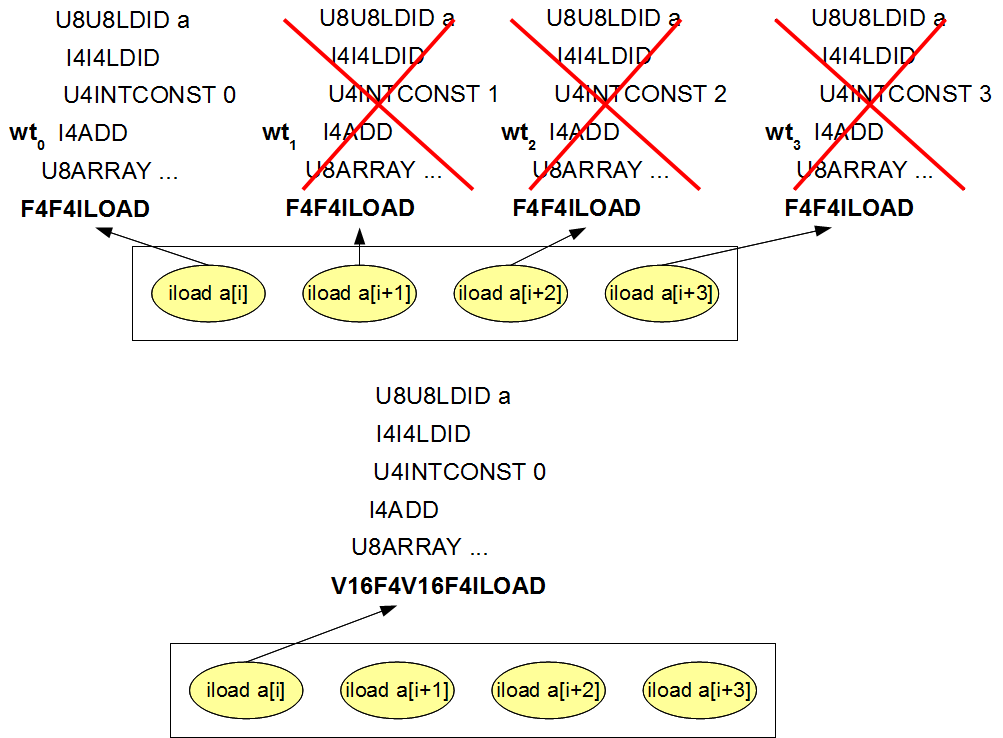 U8U8LDID a U8U8LDID a U8U8LDID a U8U8LDID a
I4I4LDID I4I4LDID I4I4LDID I4I4LDID
U4INTCONST 0 U4INTCONST 1 U4INTCONST 2 U4INTCONST 3
wt0 I4ADD wt1 I4ADD wt2 I4ADD wt3 I4ADD
U8ARRAY ... U8ARRAY ... U8ARRAY ... U8ARRAY ...
F4F4ILOAD F4F4ILOAD F4F4ILOAD F4F4ILOAD
iload a[i] iload a[i+1] iload a[i+2] iload a[i+3]
U8U8LDID a
I4I4LDID
U4INTCONST 0
I4ADD
U8ARRAY ...
V16F4V16F4ILOAD
iload a[i] iload a[i+1] iload a[i+2] iload a[i+3]